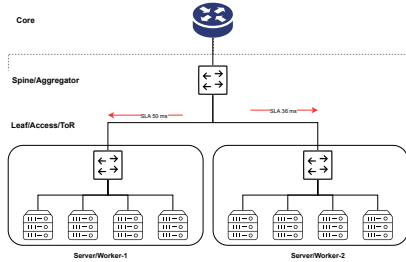 Core
Spine/Aggregator
SLA 50 ms
SLA 36 ms
Leaf/Access/ToR
Server/Worker-1
Server/Worker-2